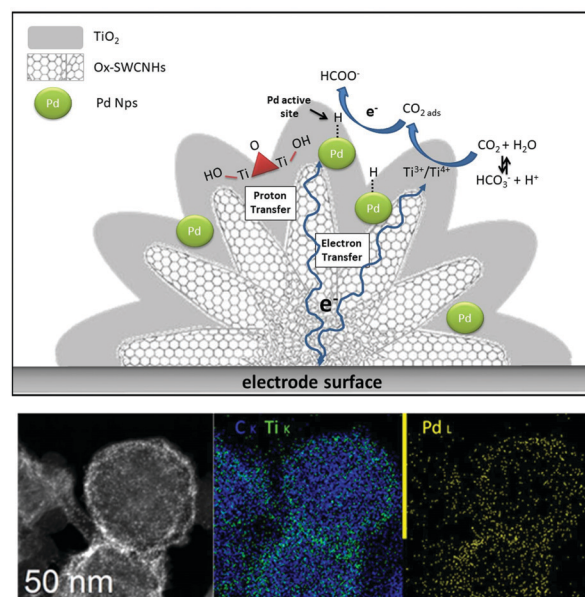 TiO2
Ox-SWCNHs
Pd
Pd Nps
HCOO-
Pd active
site
H
e-
CO2 ads
CO2 + H2O
HCO3- + H+
O
OH
HO
Ti
Ti
Pd
H
Ti3+/Ti4+
Proton
Transfer
Pd
Pd
Electron
Transfer
e-
Pd
electrode surface
C K Ti K
Pd L
50 nm